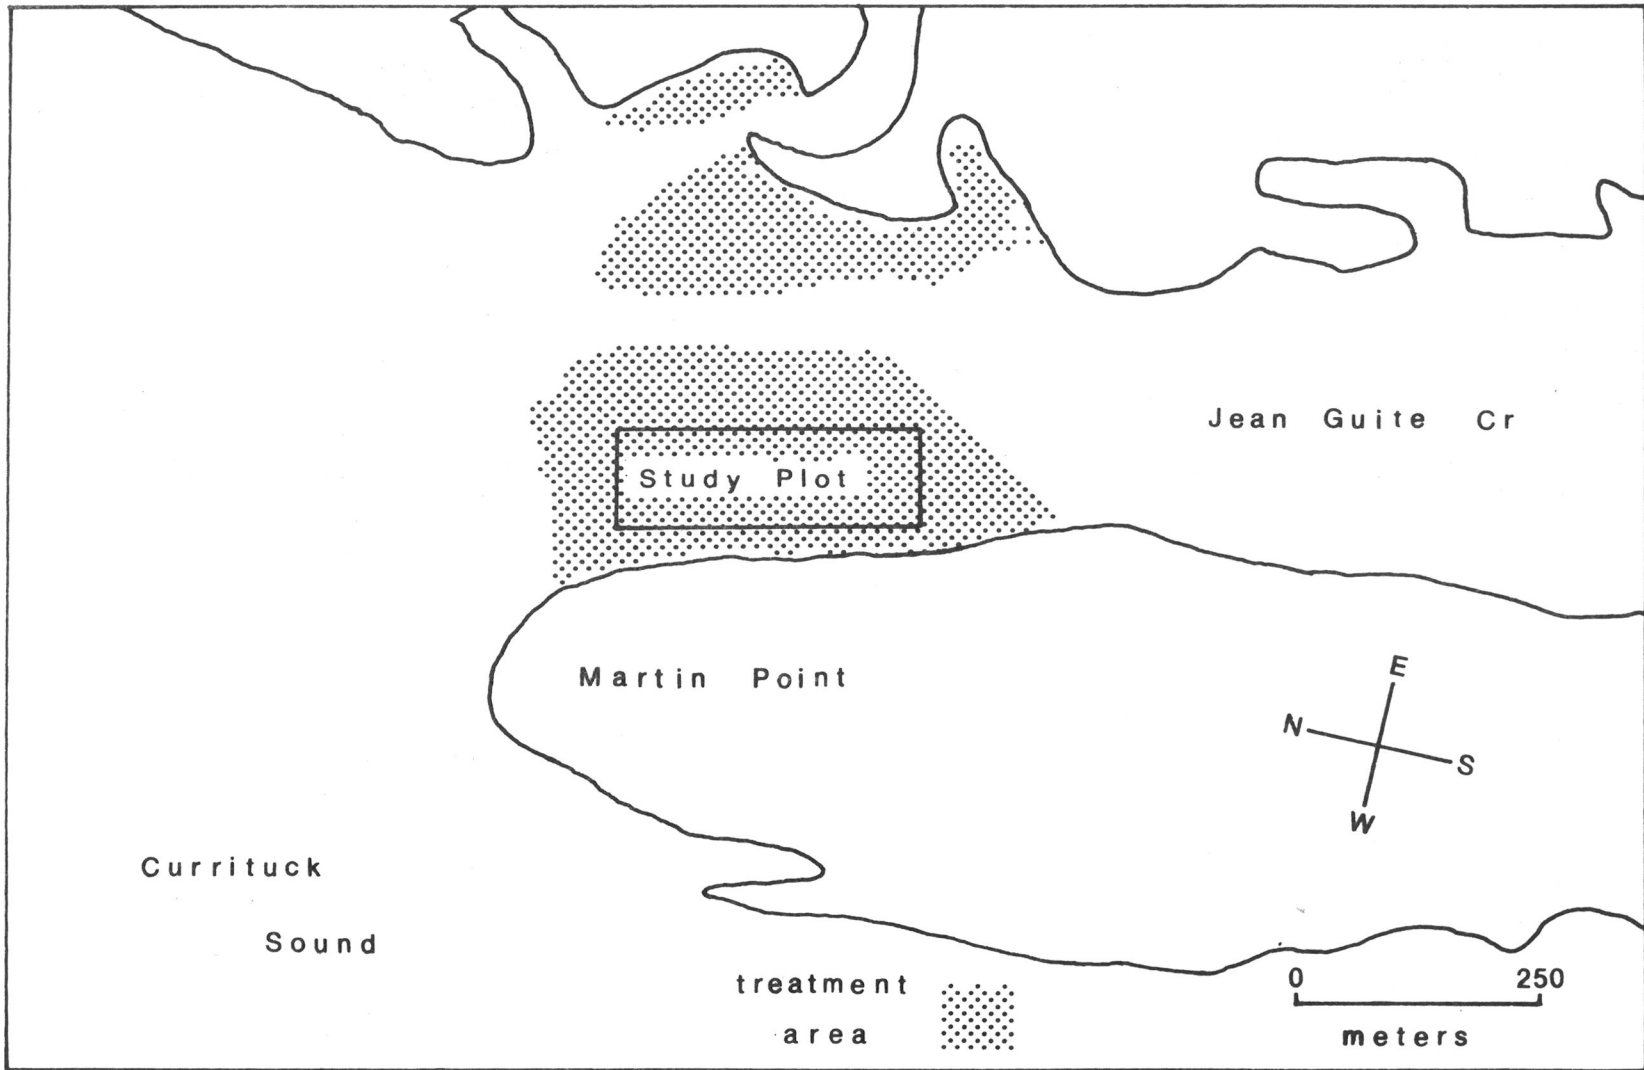 Jean Guite Cr
Study Plot
Martin Point
E
N
S
W
Currituck
Sound
treatment
area
0 250
meters